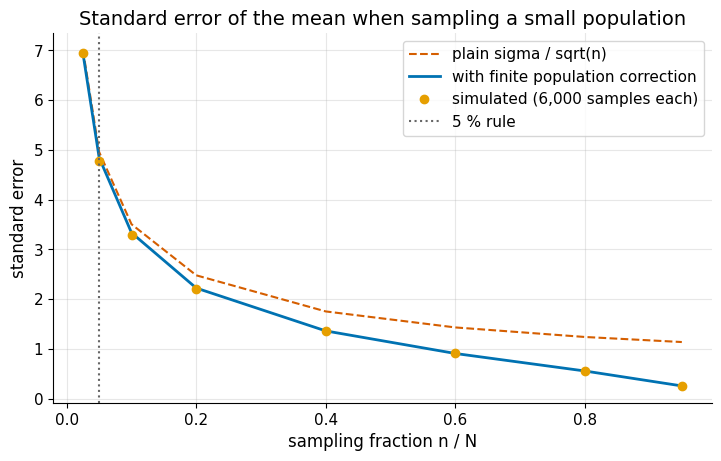 Standard error of the mean when sampling a small population
plain sigma / sqrt(n)
with finite population correction
simulated (6,000 samples each)
5 % rule
standard error
7
6
5
4
3
2
1
0
0.0
0.2
0.4
0.6
0.8
sampling fraction n / N